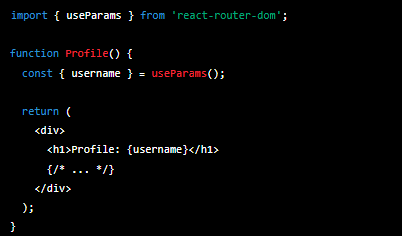 import { useParams } from 'react-router-dom';
function Profile() {
const { username } = useParams();
return (
<div>
<h1>Profile: {username}</h1>
{/* ... */}
</div>
);
}